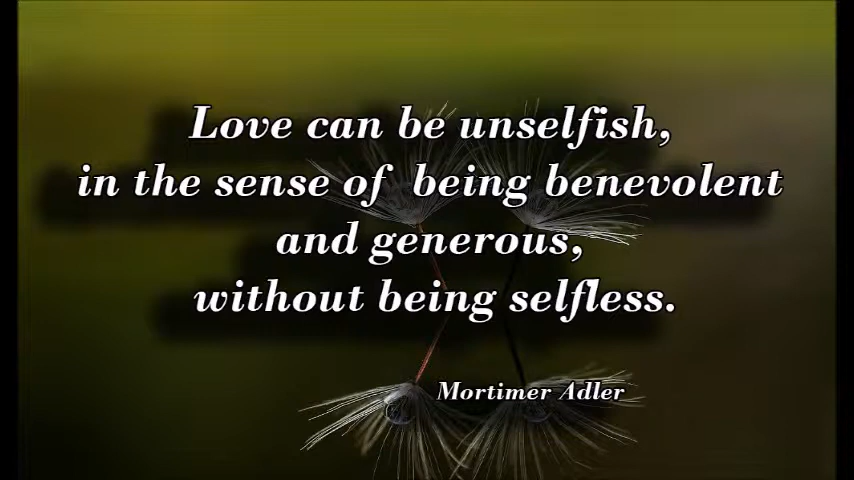 Love can be unselfish,
in the sense of being benevolent
and generous,
without being selfless.
Mortimer Adler